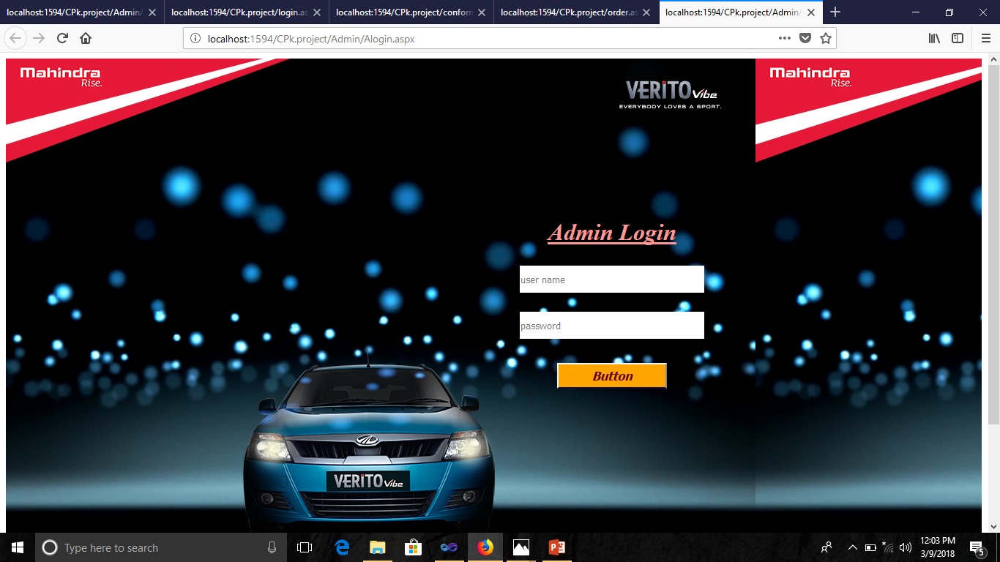 localhost:1594/CPk.project/Admin/
localhost:1594/CPk.project/login.as
localhost:1594/CPk.project/conform
localhost:1594/CPk.project/order.as
localhost:1594/CPk.project/Admin/
localhost:1594/CPk.project/Admin/Alogin.aspx
Mahindra
Rise.
VERITO Vibe
EVERYBODY LOVES A SPORT.
Mahindra
Rise.
Admin Login
user name
password
Button
VERITO Vibe
Type here to search
12:03 PM
3/9/2018
5